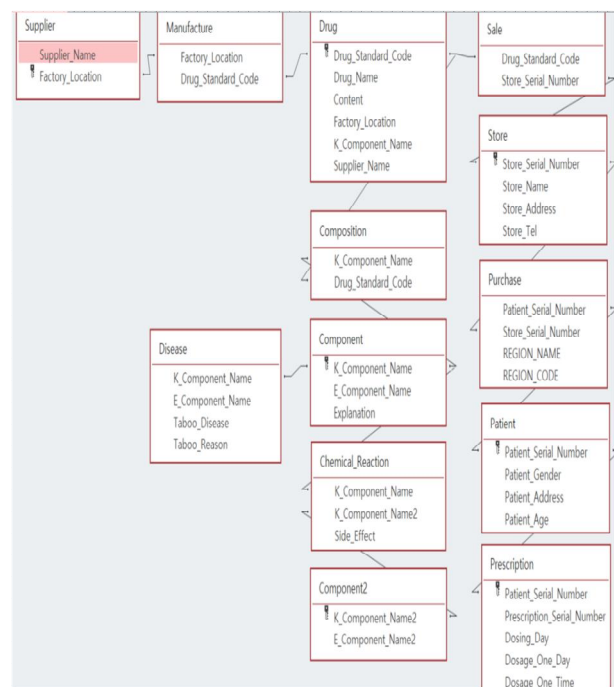 Supplier
Supplier_Name
Factory_Location
Manufacture
Factory_Location
Drug_Standard_Code
Drug
Drug_Standard_Code
Drug_Name
Content
Factory_Location
K_Component_Name
Supplier_Name
Sale
Drug_Standard_Code
Store_Serial_Number
Store
Store_Serial_Number
Store_Name
Store_Address
Store_Tel
Composition
K_Component_Name
Drug_Standard_Code
Purchase
Patient_Serial_Number
Store_Serial_Number
REGION_NAME
REGION_CODE
Disease
K_Component_Name
E_Component_Name
Taboo_Disease
Taboo_Reason
Component
K_Component_Name
E_Component_Name
Explanation
Patient
Patient_Serial_Number
Patient_Gender
Patient_Address
Patient_Age
Chemical_Reaction
K_Component_Name
K_Component_Name2
Side_Effect
Prescription
Patient_Serial_Number
Prescription_Serial_Number
Dosing_Day
Dosage_One_Day
Dosage_One_Time
Component2
K_Component_Name2
E_Component_Name2